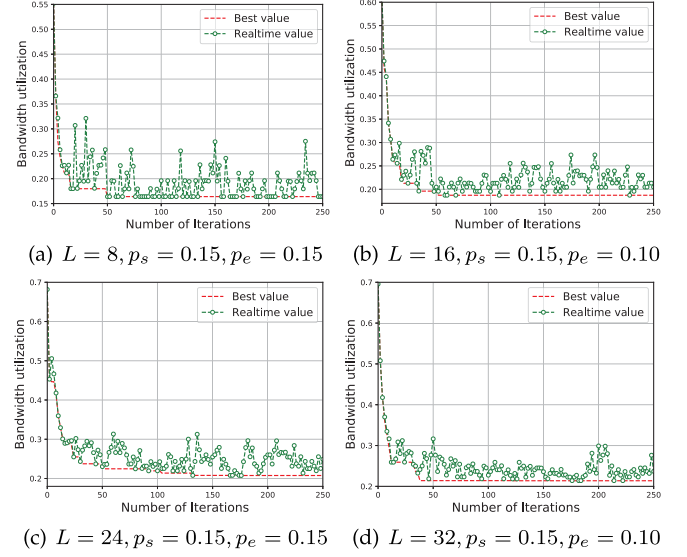 0.55
0.50
0.45
0.40
0.35
0.30
0.25
0.20
0.15
Bandwidth utilization
Best value
Realtime value
0 50 100 150 200 250
Number of Iterations
(a) L = 8, p_s = 0.15, p_e = 0.15
0.60
0.50
0.40
0.30
0.20
Bandwidth utilization
Best value
Realtime value
0 50 100 150 200 250
Number of Iterations
(b) L = 16, p_s = 0.15, p_e = 0.10
0.7
0.6
0.5
0.4
0.3
0.2
Bandwidth utilization
Best value
Realtime value
0 50 100 150 200 250
Number of Iterations
(c) L = 24, p_s = 0.15, p_e = 0.15
0.7
0.6
0.5
0.4
0.3
0.2
Bandwidth utilization
Best value
Realtime value
0 50 100 150 200 250
Number of Iterations
(d) L = 32, p_s = 0.15, p_e = 0.10